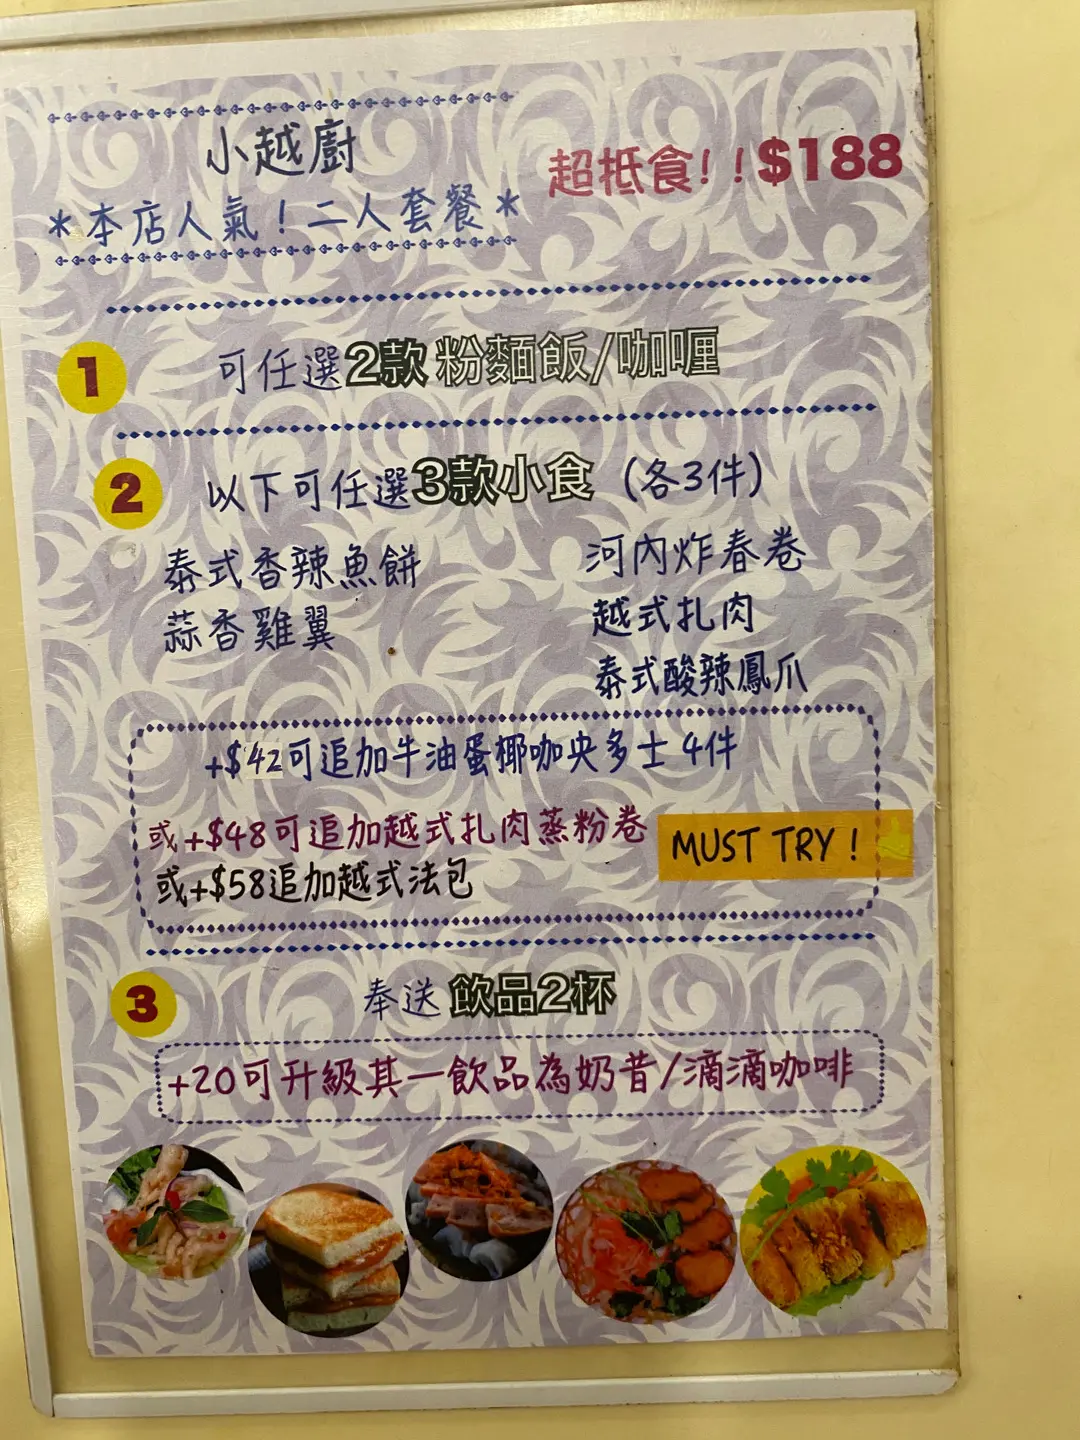 小越廚
超抵食!!$188
*本店人氣！二人套餐*
1
可任選2款 粉麵飯/咖喱
2
以下可任選3款小食 (各3件)
泰式香辣魚餅
河內炸春卷
蒜香雞翼
越式扎肉
泰式酸辣鳳爪
+$42可追加牛油蛋椰咖央多士 4件
或+$48可追加越式扎肉蒸粉卷
MUST TRY !
或+$58追加越式法包
3
奉送 飲品2杯
+20可升級其一飲品為奶昔/滴滴咖啡